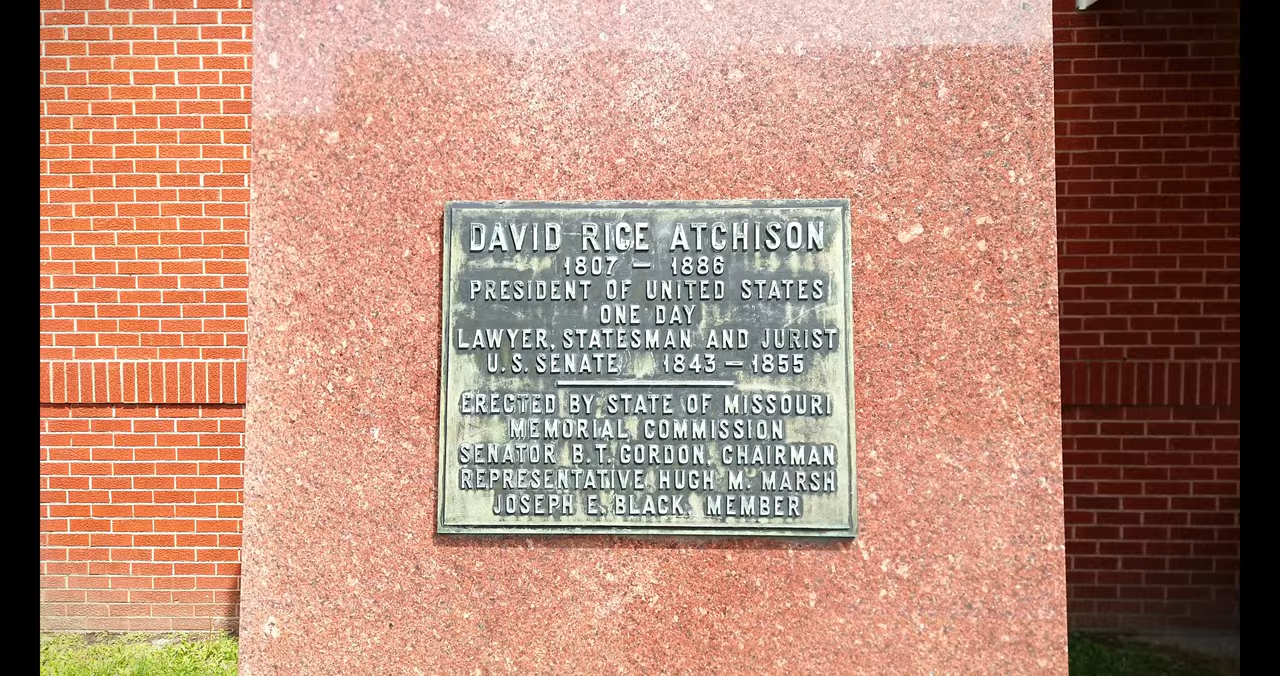 DAVID RICE ATCHISON
1807 — 1886
PRESIDENT OF UNITED STATES
ONE DAY
LAWYER, STATESMAN AND JURIST
U.S. SENATE 1843 — 1855
ERECTED BY STATE OF MISSOURI
MEMORIAL COMMISSION
SENATOR B.T. GORDON, CHAIRMAN
REPRESENTATIVE HUGH M. MARSH
JOSEPH E. BLACK, MEMBER